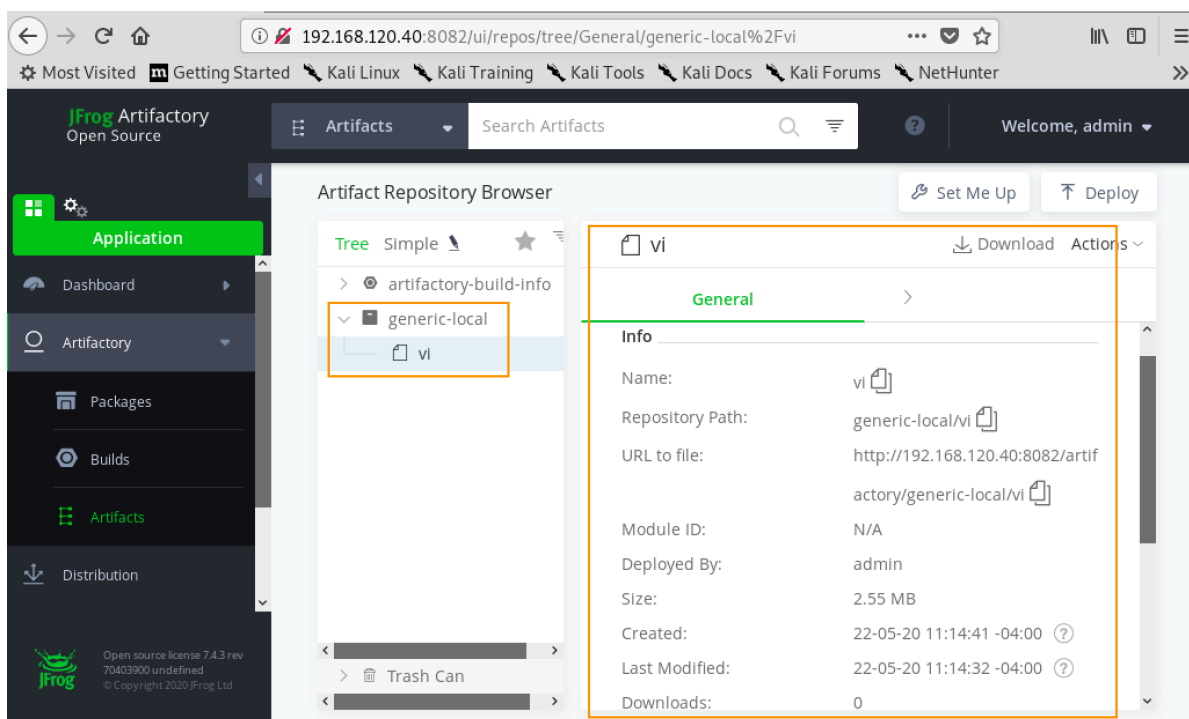 192.168.120.40:8082/ui/repos/tree/General/generic-local%2Fvi
Most Visited m Getting Started Kali Linux Kali Training Kali Tools Kali Docs Kali Forums NetHunter
JFrog Artifactory
Open Source
Artifacts
Search Artifacts
Welcome, admin
Artifact Repository Browser
Set Me Up
Deploy
Application
Dashboard
Artifactory
Packages
Builds
Artifacts
Distribution
JFrog
Open source license 7.4.3 rev
70403900 undefined
© Copyright 2020 JFrog Ltd
Tree Simple
artifactory-build-info
generic-local
vi
Trash Can
vi
Download Actions
General
Info
Name: vi
Repository Path: generic-local/vi
URL to file: http://192.168.120.40:8082/artif
actory/generic-local/vi
Module ID: N/A
Deployed By: admin
Size: 2.55 MB
Created: 22-05-20 11:14:41 -04:00
Last Modified: 22-05-20 11:14:32 -04:00
Downloads: 0